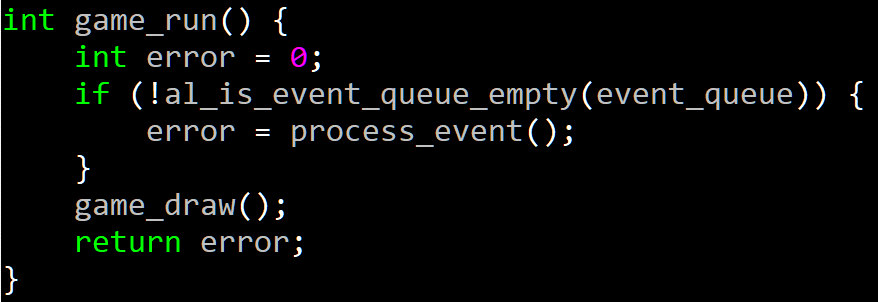 int game_run() {
    int error = 0;
    if (!al_is_event_queue_empty(event_queue)) {
        error = process_event();
    }
    game_draw();
    return error;
}